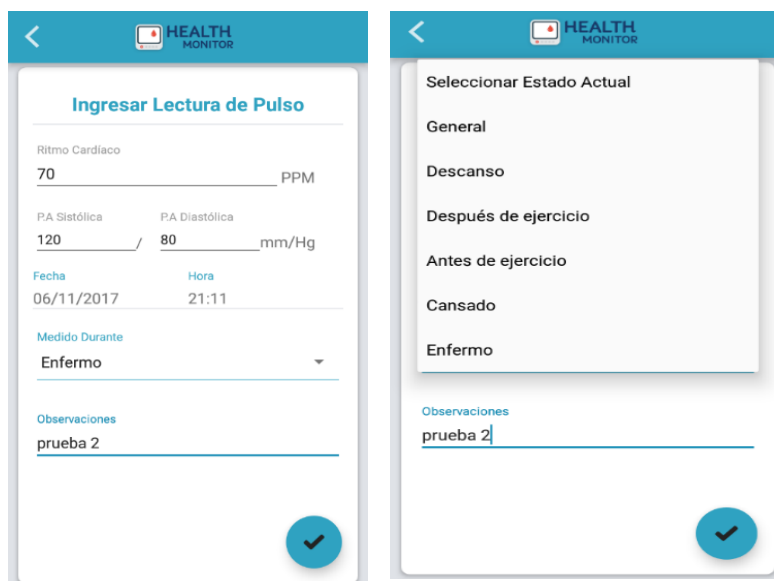 HEALTH
MONITOR
Ingresar Lectura de Pulso
Ritmo Cardíaco
70 PPM
P.A Sistólica P.A Diastólica
120 / 80 mm/Hg
Fecha Hora
06/11/2017 21:11
Medido Durante
Enfermo
Observaciones
prueba 2
HEALTH
MONITOR
Seleccionar Estado Actual
General
Descanso
Después de ejercicio
Antes de ejercicio
Cansado
Enfermo
Observaciones
prueba 2